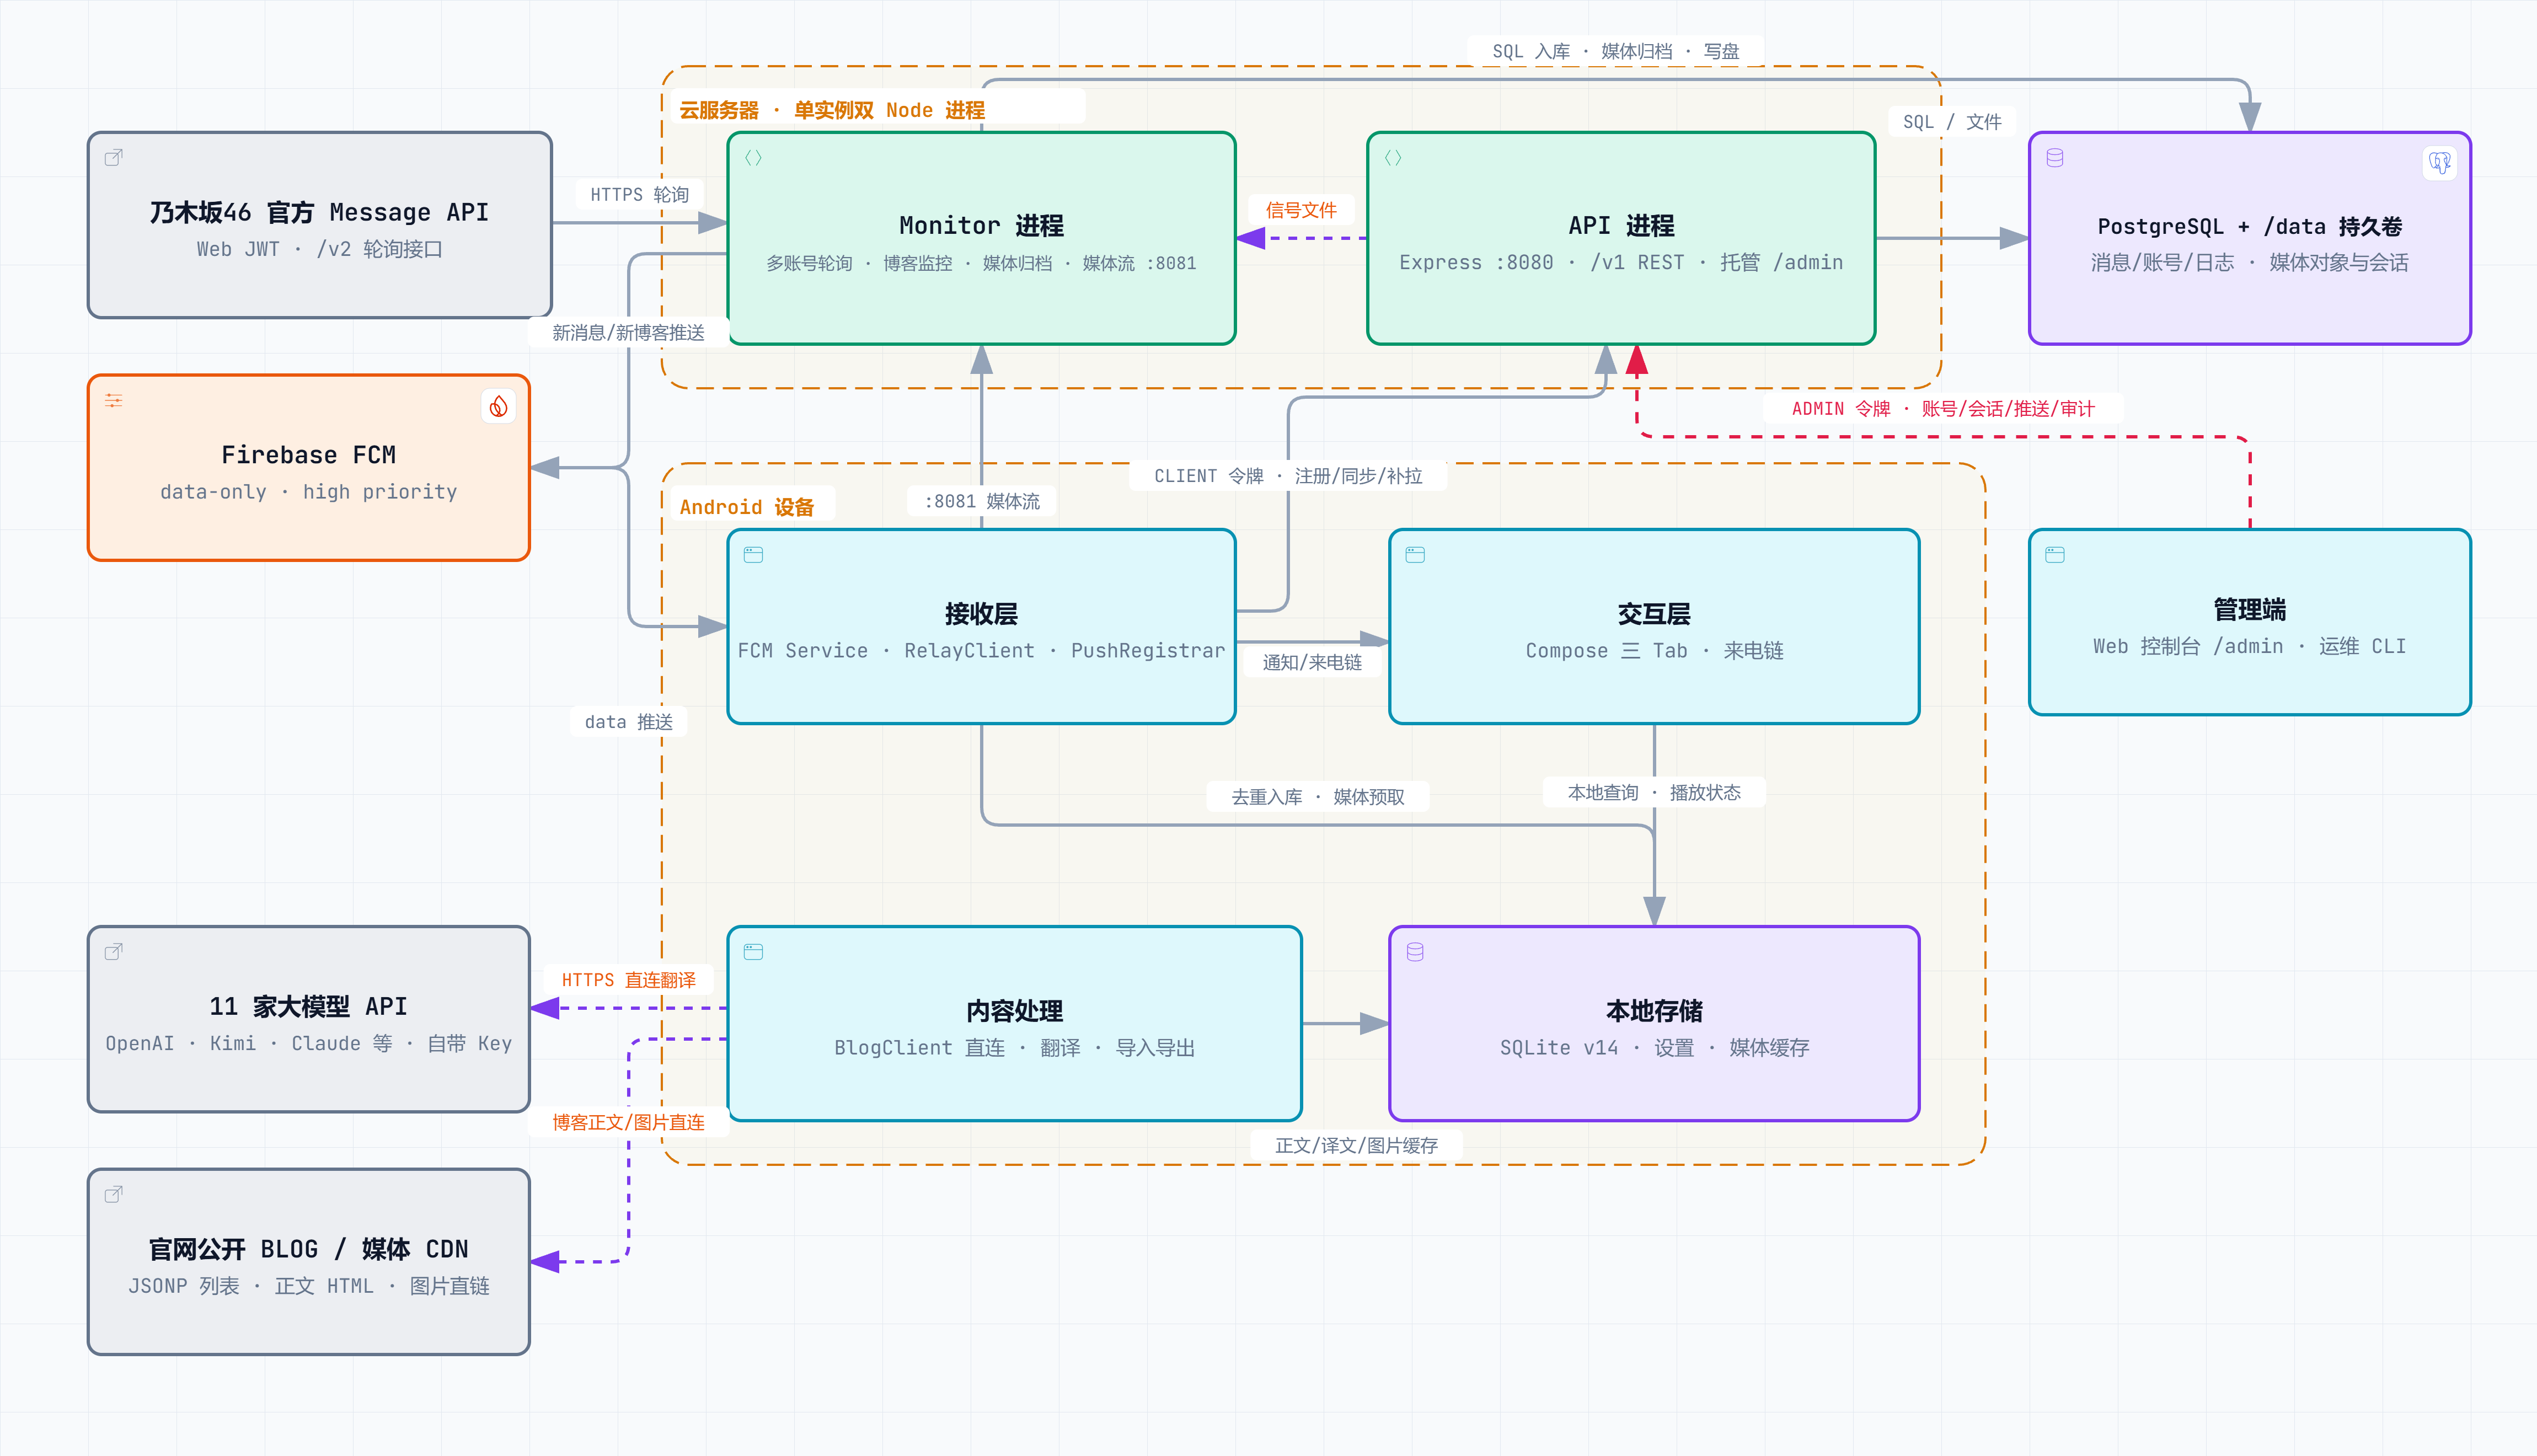 SQL 入库 · 媒体归档 · 写盘
云服务器 · 单实例双 Node 进程
SQL / 文件
乃木坂46 官方 Message API
Web JWT · /v2 轮询接口
HTTPS 轮询
Monitor 进程
多账号轮询 · 博客监控 · 媒体归档 · 媒体流 :8081
信号文件
API 进程
Express :8080 · /v1 REST · 托管 /admin
PostgreSQL + /data 持久卷
消息/账号/日志 · 媒体对象与会话
新消息/新博客推送
ADMIN 令牌 · 账号/会话/推送/审计
Firebase FCM
data-only · high priority
CLIENT 令牌 · 注册/同步/补拉
:8081 媒体流
Android 设备
接收层
FCM Service · RelayClient · PushRegistrar
通知/来电链
交互层
Compose 三 Tab · 来电链
管理端
Web 控制台 /admin · 运维 CLI
data 推送
去重入库 · 媒体预取
本地查询 · 播放状态
HTTPS 直连翻译
11 家大模型 API
OpenAI · Kimi · Claude 等 · 自带 Key
内容处理
BlogClient 直连 · 翻译 · 导入导出
本地存储
SQLite v14 · 设置 · 媒体缓存
博客正文/图片直连
正文/译文/图片缓存
官网公开 BLOG / 媒体 CDN
JSONP 列表 · 正文 HTML · 图片直链